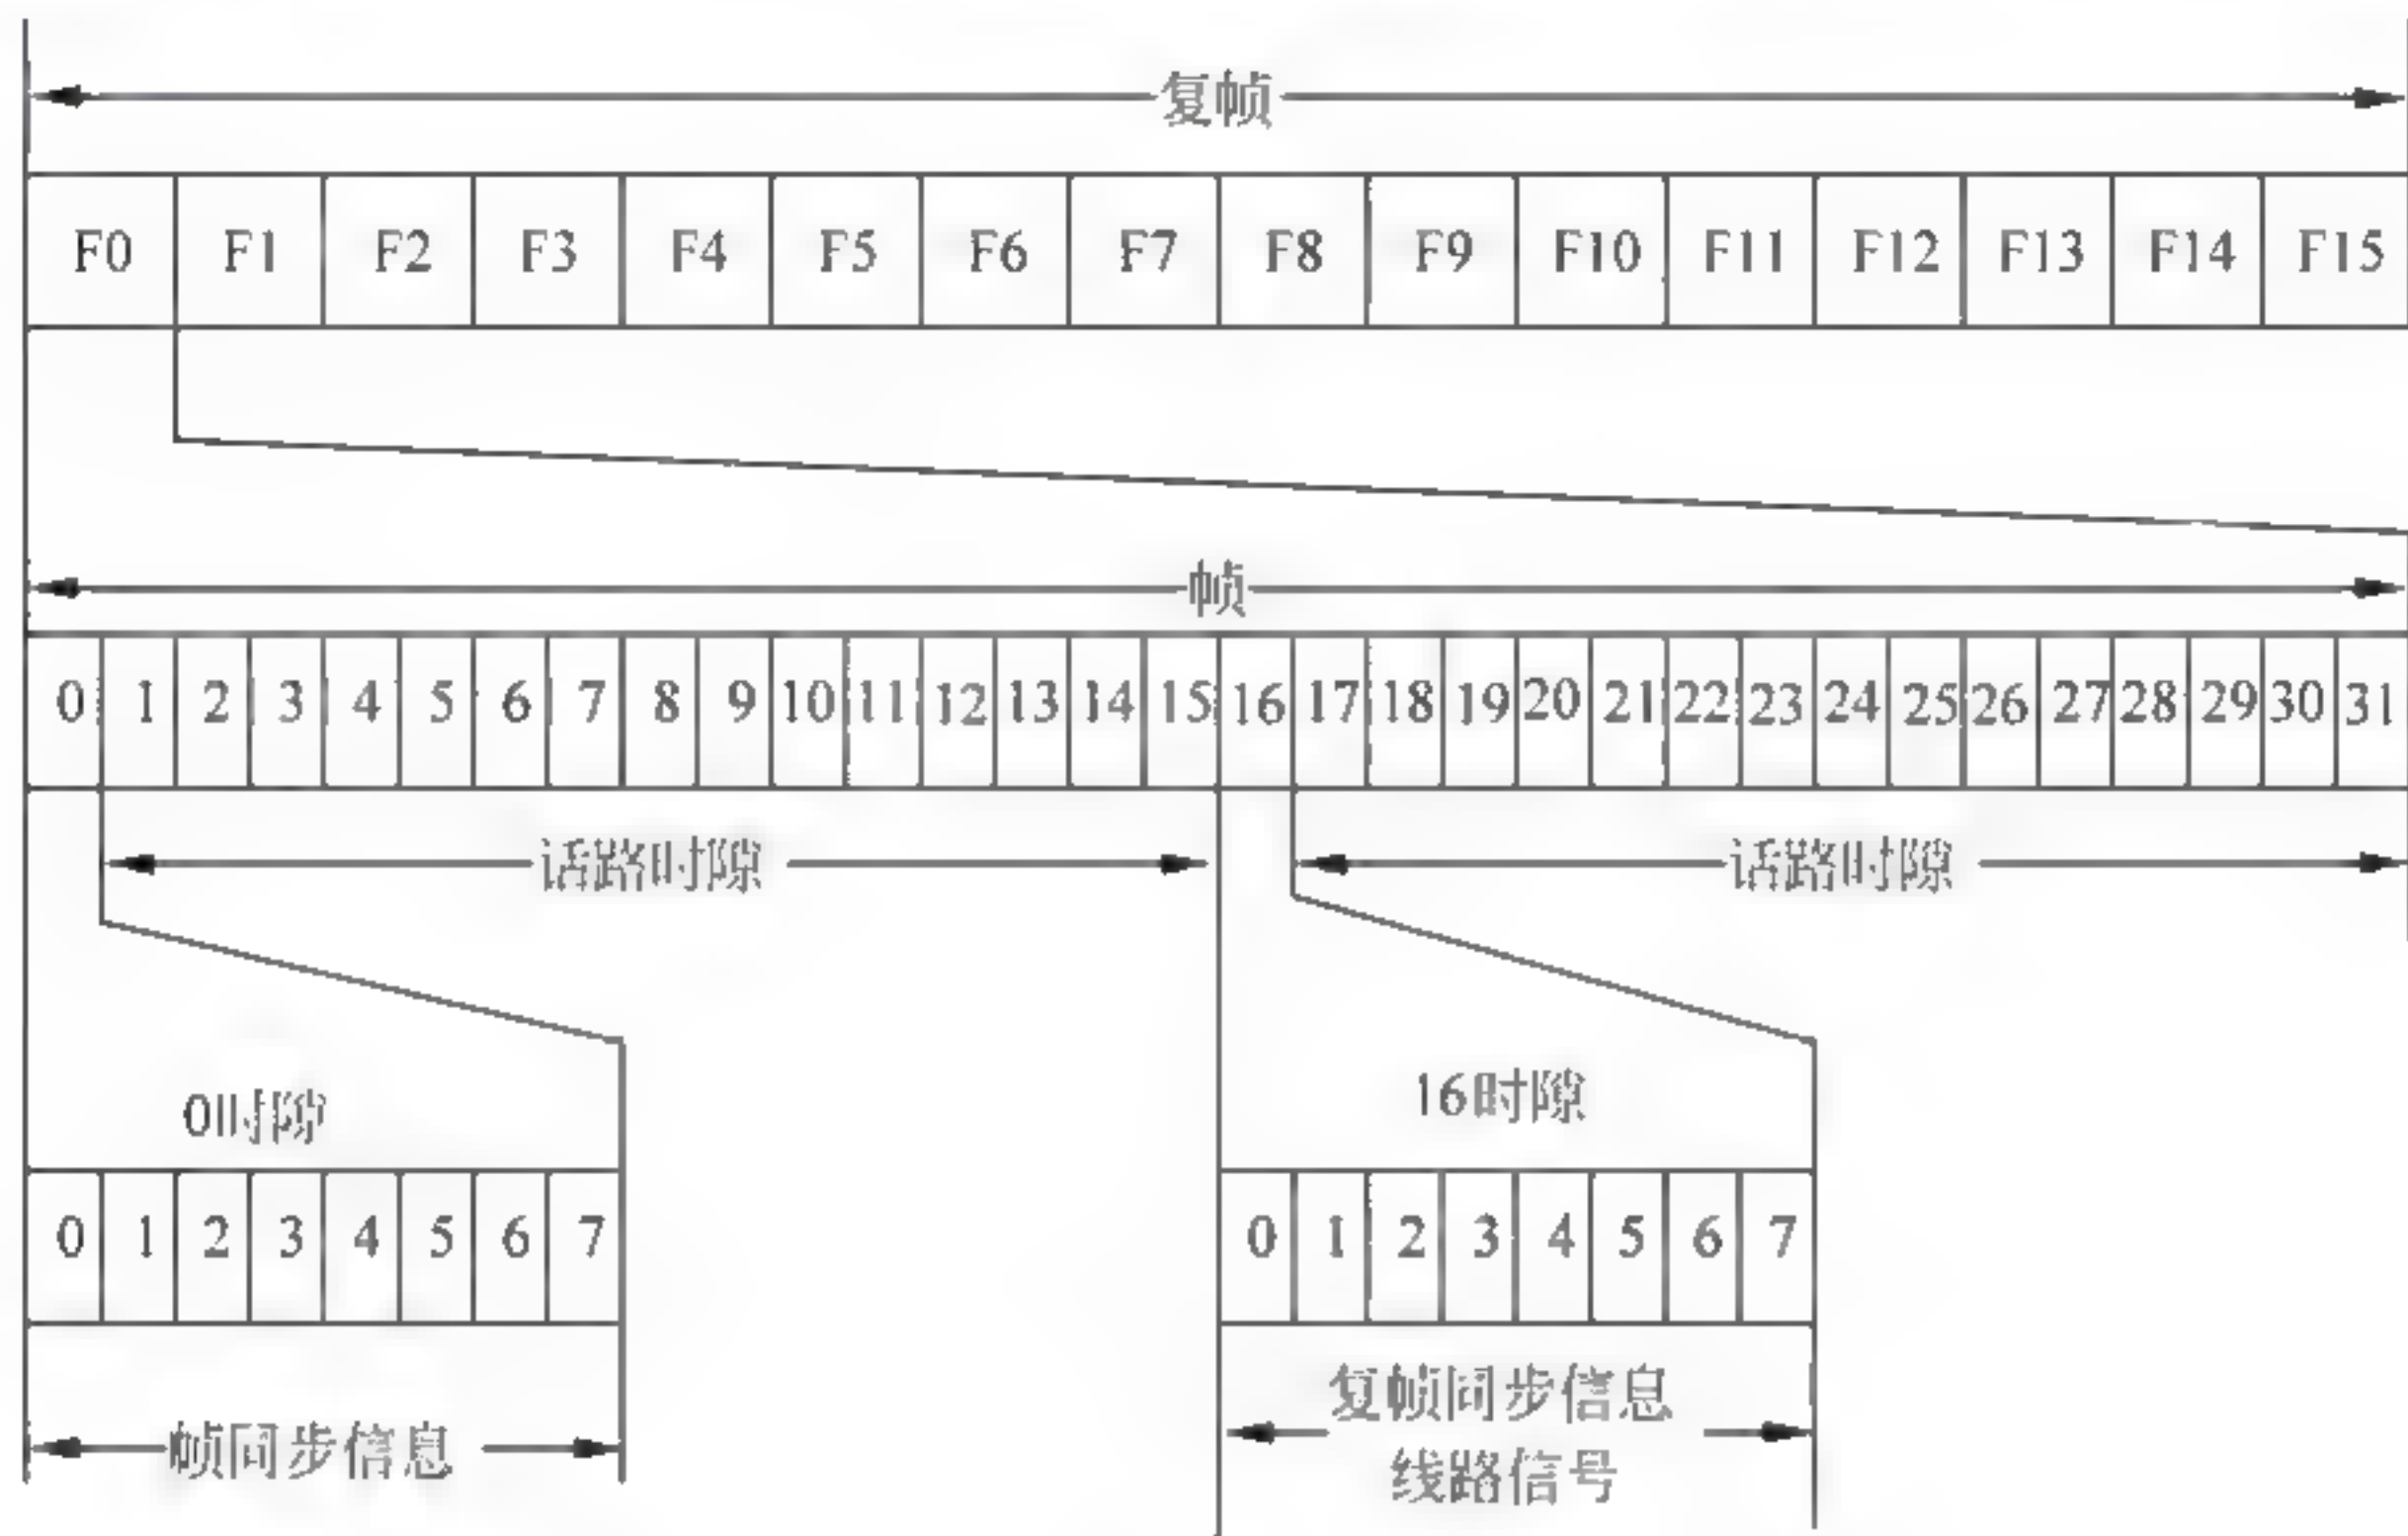 复帧
F0 F1 F2 F3 F4 F5 F6 F7 F8 F9 F10 F11 F12 F13 F14 F15
帧
0 1 2 3 4 5 6 7 8 9 10 11 12 13 14 15 16 17 18 19 20 21 22 23 24 25 26 27 28 29 30 31
话路时隙 话路时隙
0时隙 16时隙
0 1 2 3 4 5 6 7 0 1 2 3 4 5 6 7
帧同步信息
复帧同步信息
线路信号